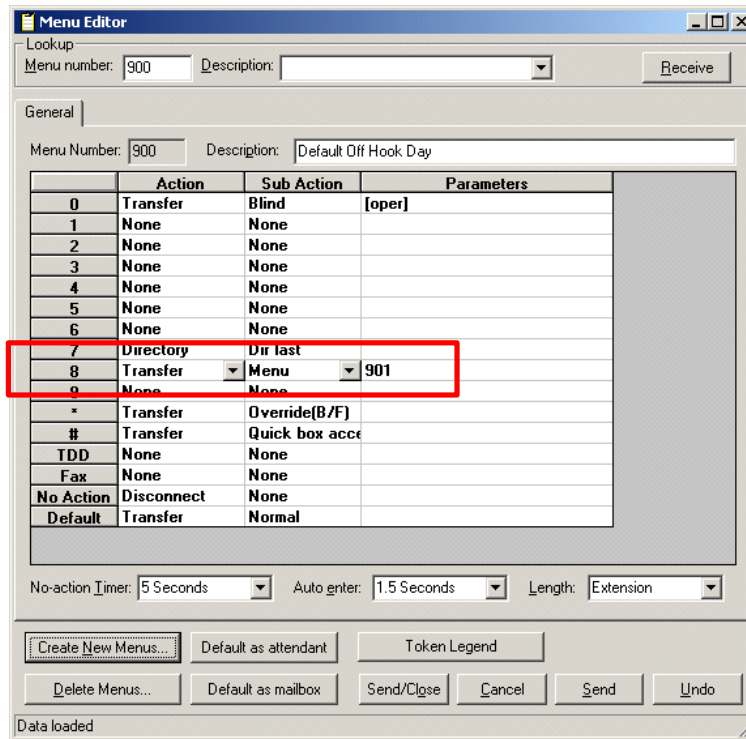 Menu Editor
Lookup
Menu number: 900 Description: Receive
General
Menu Number: 900 Description: Default Off Hook Day
Action Sub Action Parameters
0 Transfer Blind [oper]
1 None None
2 None None
3 None None
4 None None
5 None None
6 None None
7 Directory Dir last
8 Transfer Menu 901
9 None None
* Transfer Override(B/F)
# Transfer Quick box acce
TDD None None
Fax None None
No Action Disconnect None
Default Transfer Normal
No-action Timer: 5 Seconds Auto enter: 1.5 Seconds Length: Extension
Create New Menus... Default as attendant Token Legend
Delete Menus... Default as mailbox Send/Close Cancel Send Undo
Data loaded